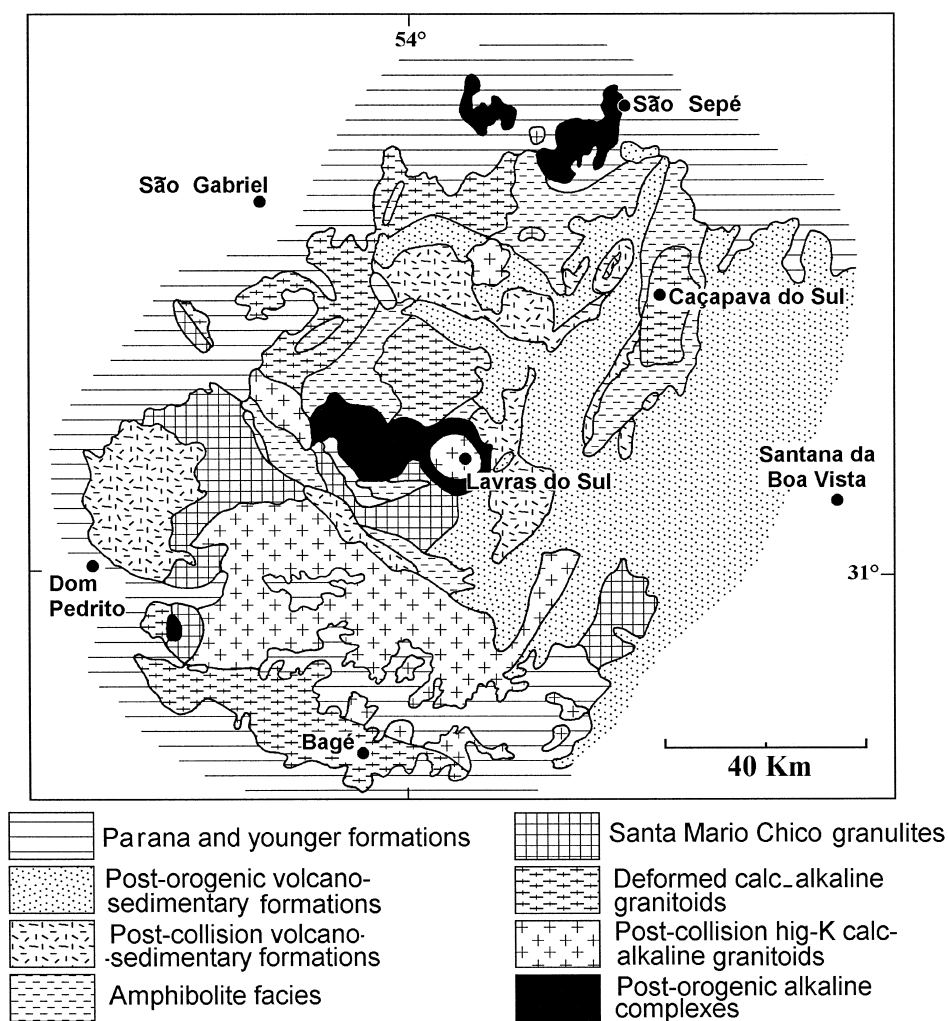 54°
São Sepé
São Gabriel
Caçapava do Sul
Santana da
Boa Vista
Lavras do Sul
Dom
Pedrito
31°
Bagé
40 Km
Parana and younger formations
Post-orogenic volcano-
sedimentary formations
Post-collision volcano-
-sedimentary formations
Amphibolite facies
Santa Mario Chico granulites
Deformed calc-alkaline
granitoids
Post-collision hig-K calc-
alkaline granitoids
Post-orogenic alkaline
complexes